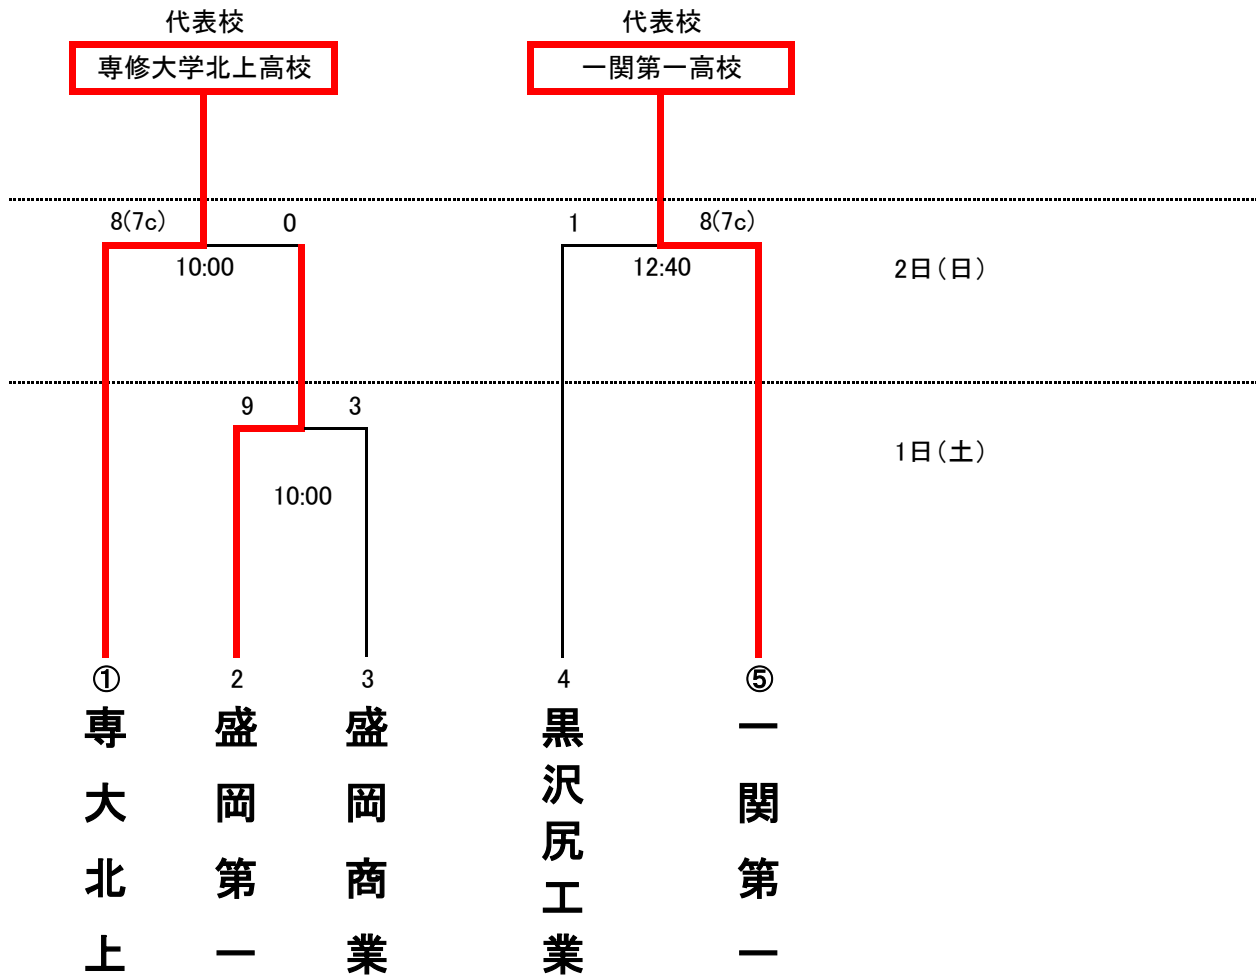 代表校
代表校
専修大学北上高校
一関第一高校
8(7c)
0
1
8(7c)
10:00
12:40
2日(日)
9
3
1日(土)
10:00
①
2
3
4
⑤
専大北上
盛岡第一
盛岡商業
黒沢尻工業
一関第一